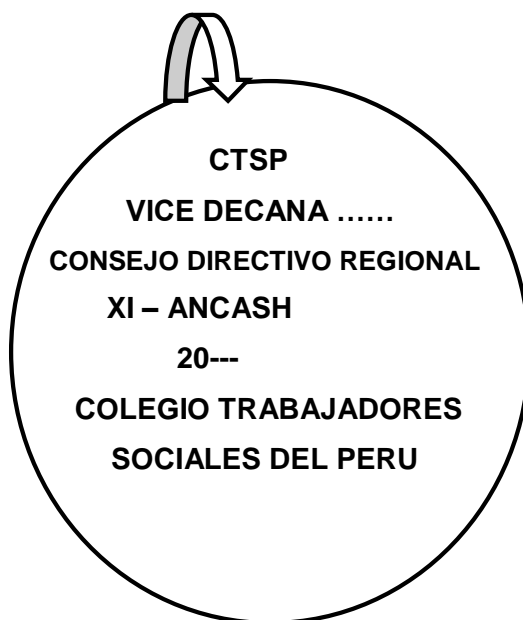 CTSP
VICE DECANA ……
CONSEJO DIRECTIVO REGIONAL
XI – ANCASH
20---
COLEGIO TRABAJADORES
SOCIALES DEL PERU